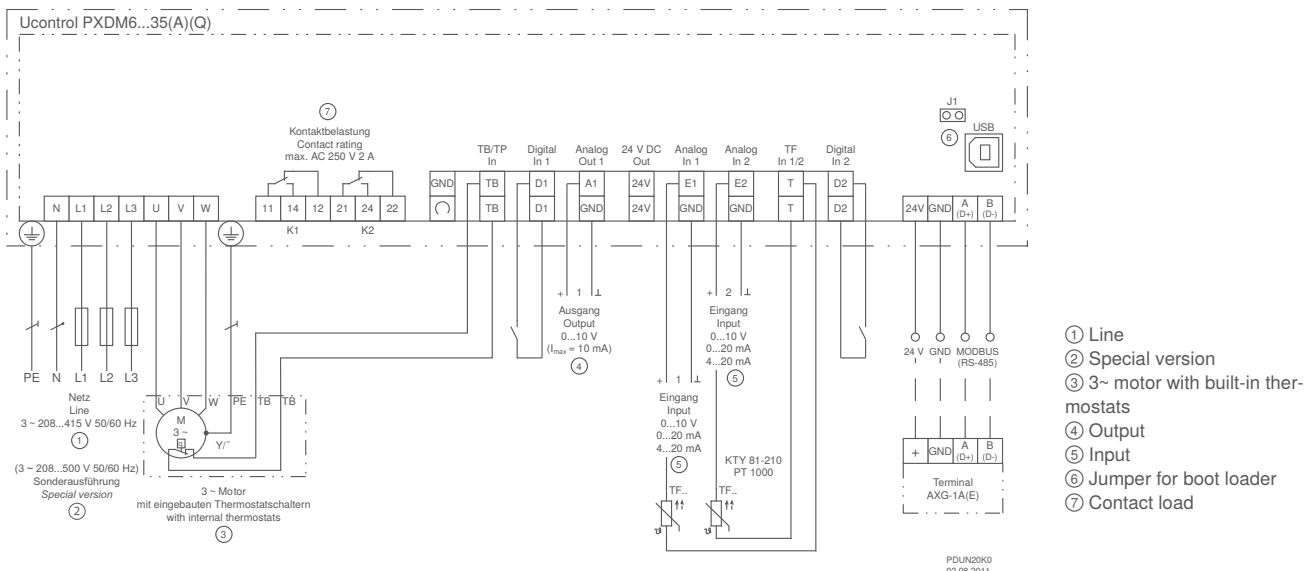 Ucontrol PXDM6...35(A)(Q)
7
Kontaktbelastung
Contact rating
max. AC 250 V 2 A
J1
6
USB
TB/TP
In
Digital
In 1
Analog
Out 1
24 V DC
Out
Analog
In 1
Analog
In 2
TF
In 1/2
Digital
In 2
GND TB D1 A1 24V E1 E2 T D2
N L1 L2 L3 U V W
11 14 12 21 24 22
TB D1 GND 24V GND GND T D2
24V GND A (D+) B (D-)
K1 K2
+ 1 ⊥
Ausgang
Output
0...10 V
(Imax = 10 mA)
4
+ 2 ⊥
Eingang
Input
0...10 V
0...20 mA
4...20 mA
5
+ 1 ⊥
Eingang
Input
0...10 V
0...20 mA
4...20 mA
5
24 V GND MODBUS
(RS-485)
PE N L1 L2 L3
Netz
Line
3 ~ 208...415 V 50/60 Hz
1
(3 ~ 208...500 V 50/60 Hz)
Sonderausführung
Special version
2
U V W PE TB TB
M
3 ~
Y/
3 ~ Motor
mit eingebauten Thermostatschaltern
with internal thermostats
3
KTY 81-210
PT 1000
TF..
TF..
ϑ
ϑ
+ GND A (D+) B (D-)
Terminal
AXG-1A(E)
PDUN20K0
02.08.2011
1 Line
2 Special version
3 3~ motor with built-in ther-
mostats
4 Output
5 Input
6 Jumper for boot loader
7 Contact load